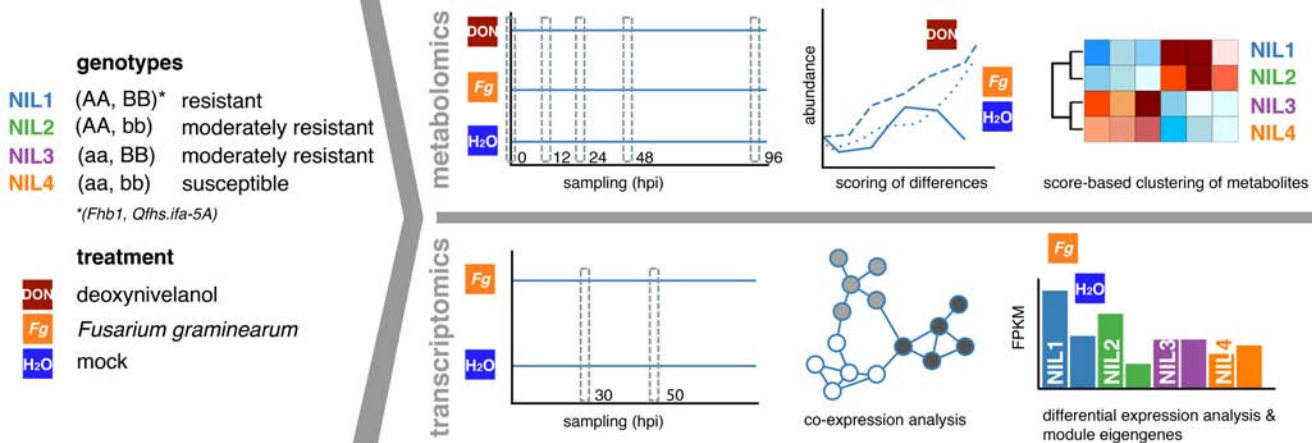 genotypes
NIL1 (AA, BB)* resistant
NIL2 (AA, bb) moderately resistant
NIL3 (aa, BB) moderately resistant
NIL4 (aa, bb) susceptible
*(Fhb1, Qfhs.ifa-5A)
treatment
DON deoxynivelanol
Fg Fusarium graminearum
H2O mock
metabolomics
DON
Fg
H2O
0 12 24 48 96
sampling (hpi)
abundance
DON
Fg
H2O
scoring of differences
NIL1
NIL2
NIL3
NIL4
score-based clustering of metabolites
transcriptomics
Fg
H2O
30 50
sampling (hpi)
co-expression analysis
Fg
H2O
FPKM
NIL1 NIL2 NIL3 NIL4
differential expression analysis &
module eigengenes